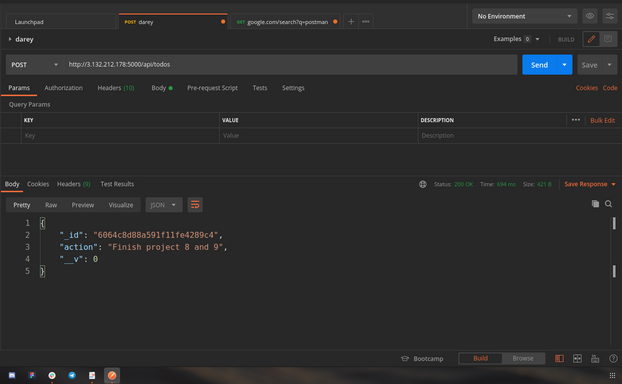 Launchpad
POST darey
GET google.com/search?q=postman
No Environment
darey
Examples 0
BUILD
POST
http://3.132.212.178:5000/api/todos
Send
Save
Params
Authorization
Headers (10)
Body
Pre-request Script
Tests
Settings
Cookies
Code
Query Params
KEY
VALUE
DESCRIPTION
Bulk Edit
Key
Value
Description
Body
Cookies
Headers (9)
Test Results
Status: 200 OK
Time: 694 ms
Size: 421 B
Save Response
Pretty
Raw
Preview
Visualize
JSON
1 {
2 "_id": "6064c8d88a591f11fe4289c4",
3 "action": "Finish project 8 and 9",
4 "__v": 0
5 }
Bootcamp
Build
Browse